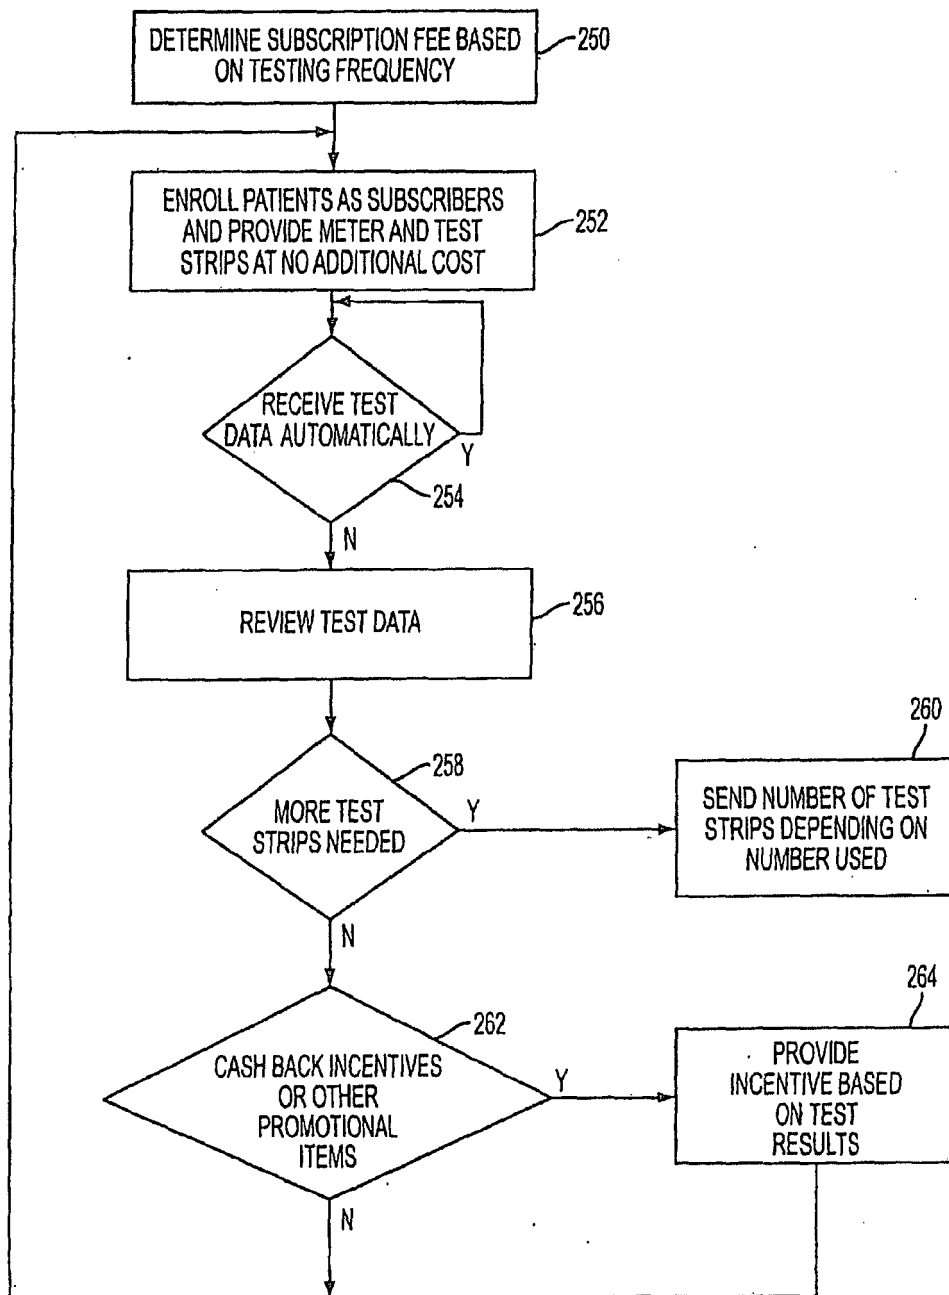 DETERMINE SUBSCRIPTION FEE BASED
ON TESTING FREQUENCY
250
ENROLL PATIENTS AS SUBSCRIBERS
AND PROVIDE METER AND TEST
STRIPS AT NO ADDITIONAL COST
252
RECEIVE TEST
DATA AUTOMATICALLY
Y
254
N
REVIEW TEST DATA
256
258
MORE TEST
STRIPS NEEDED
Y
260
SEND NUMBER OF TEST
STRIPS DEPENDING ON
NUMBER USED
N
262
CASH BACK INCENTIVES
OR OTHER
PROMOTIONAL
ITEMS
Y
264
PROVIDE
INCENTIVE BASED
ON TEST
RESULTS
N